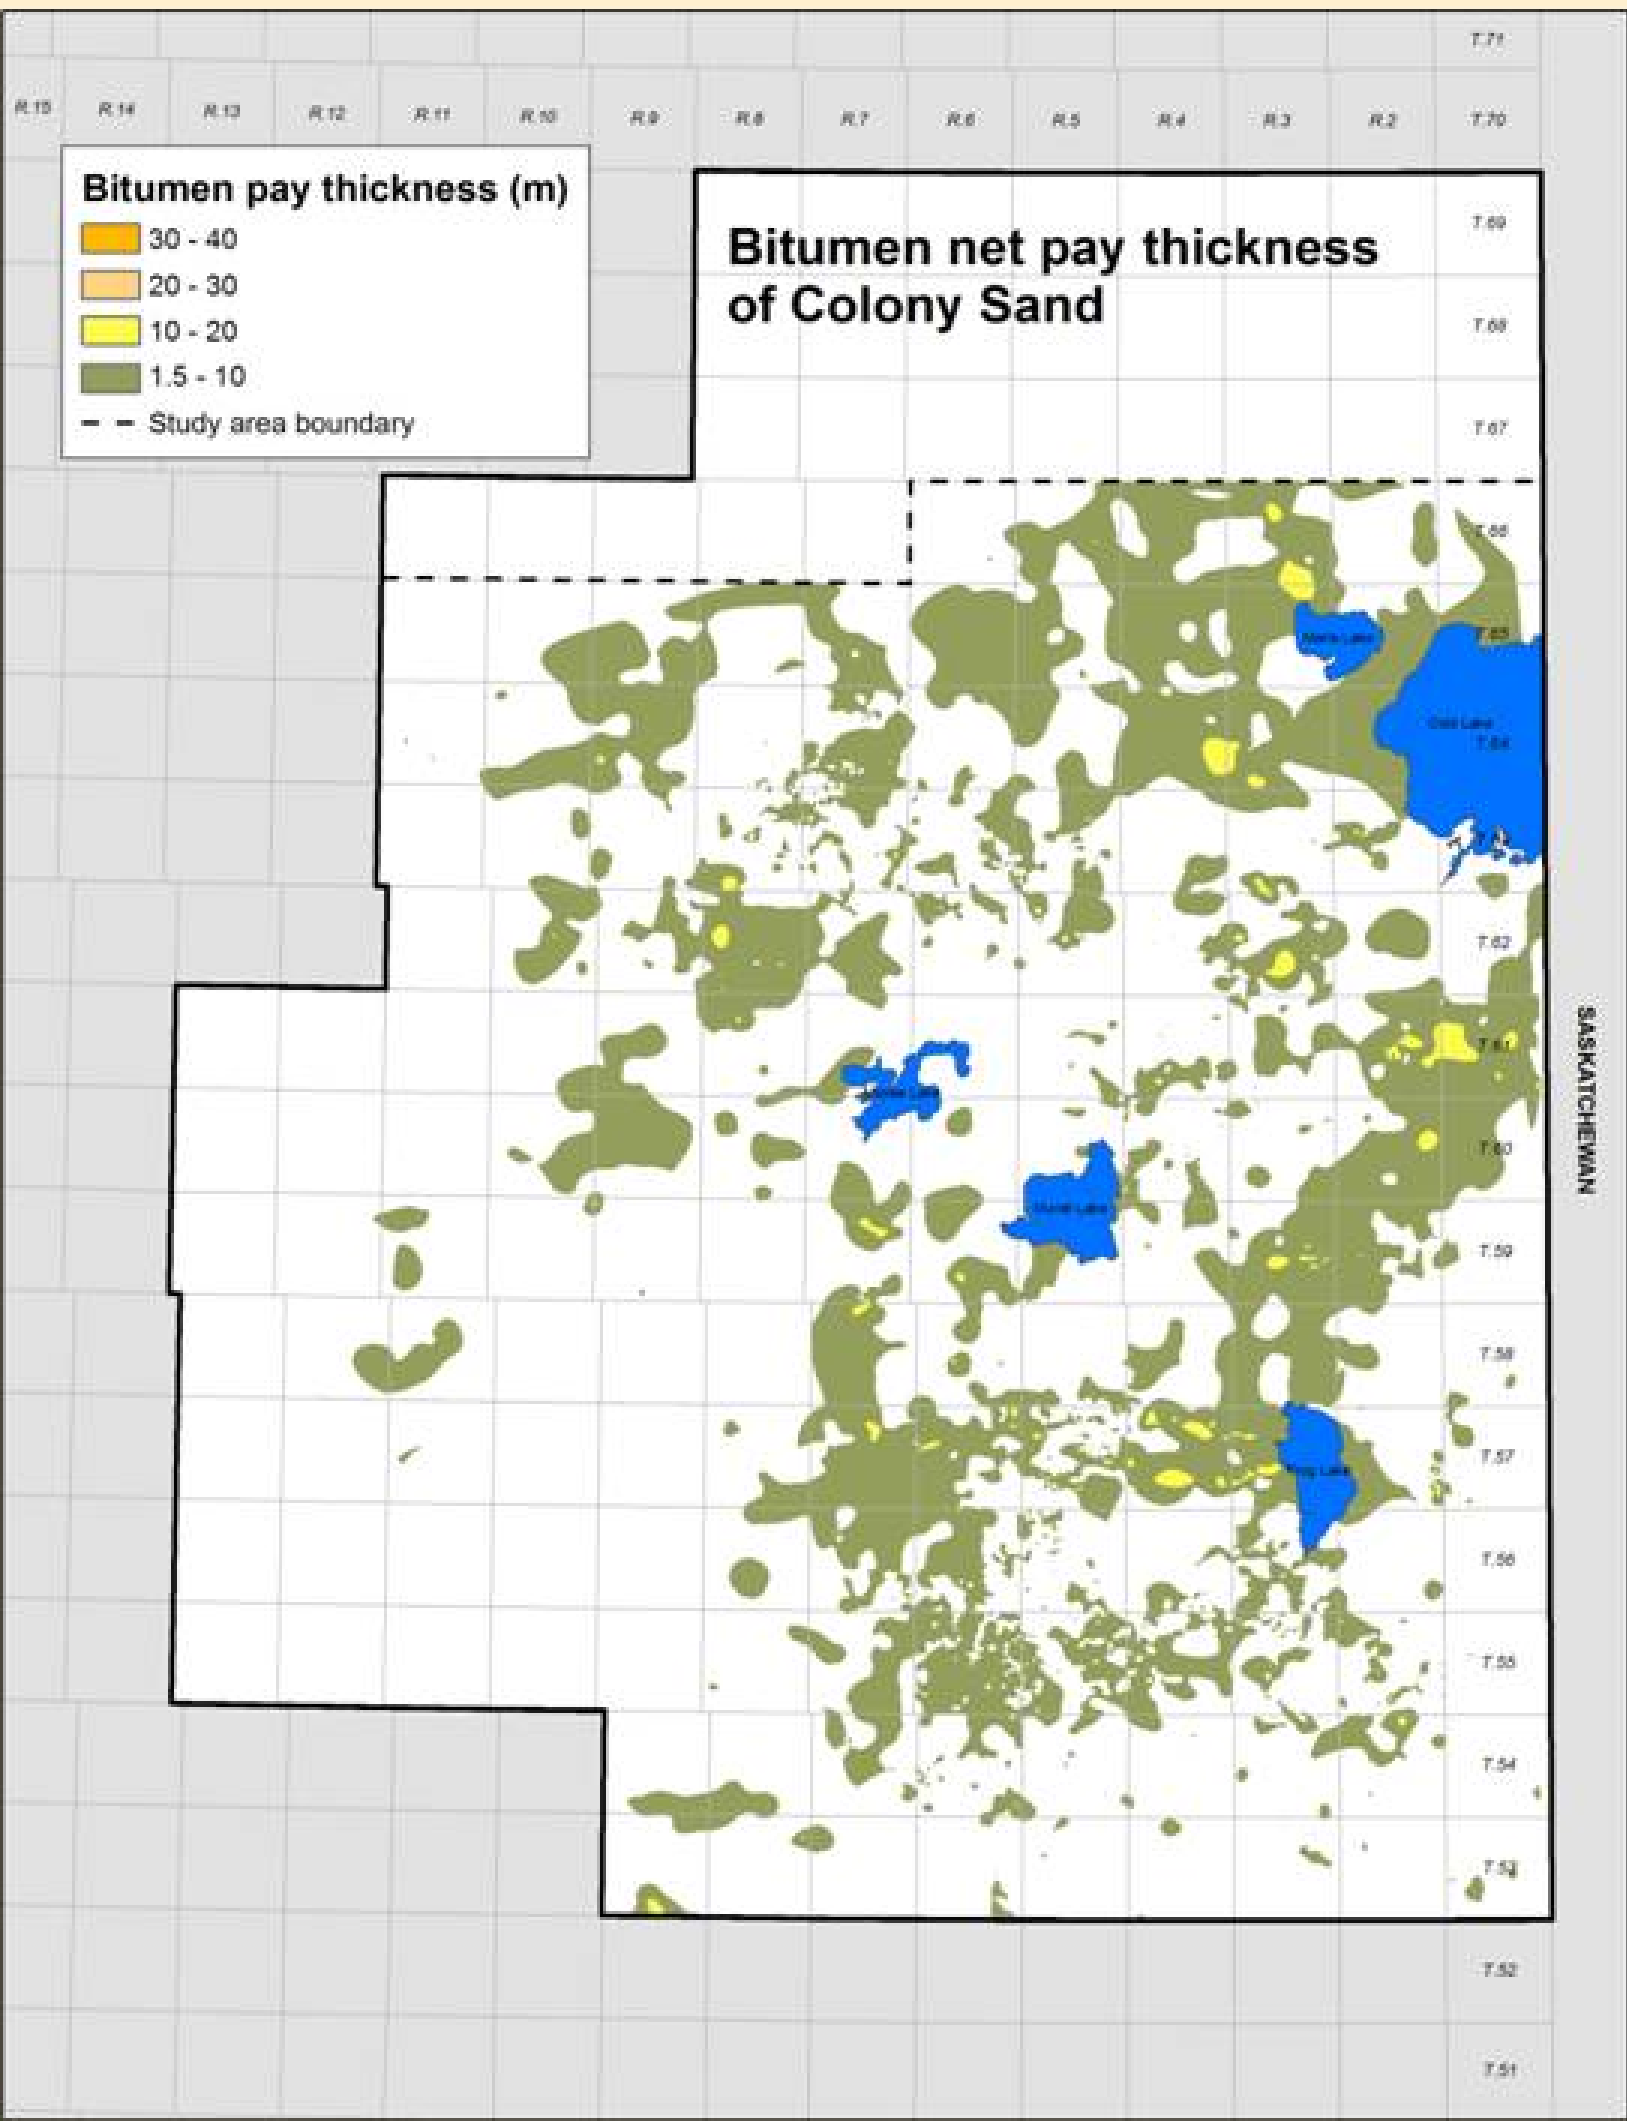 T.71
R.15 R.14 R.13 R.12 R.11 R.10 R.9 R.8 R.7 R.6 R.5 R.4 R.3 R.2 T.70
Bitumen pay thickness (m)
30 - 40
20 - 30
10 - 20
1.5 - 10
Study area boundary
Bitumen net pay thickness
of Colony Sand
T.69
T.68
T.67
T.66
T.65
Cold Lake
T.64
T.62
T.61
SASKATCHEWAN
T.60
T.59
T.58
T.57
T.56
T.55
T.54
T.53
T.52
T.51